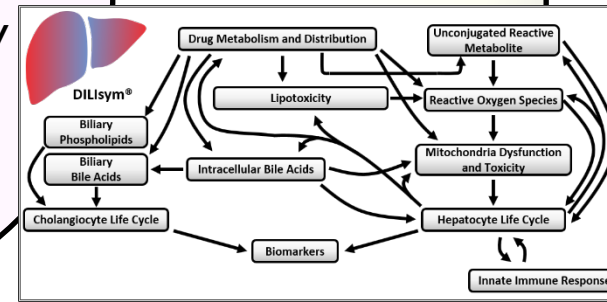 Drug Metabolism and Distribution
Unconjugated Reactive
Metabolite
DILIsym®
Lipotoxicity
Reactive Oxygen Species
Biliary
Phospholipids
Biliary
Bile Acids
Intracellular Bile Acids
Mitochondria Dysfunction
and Toxicity
Cholangiocyte Life Cycle
Hepatocyte Life Cycle
Biomarkers
Innate Immune Response